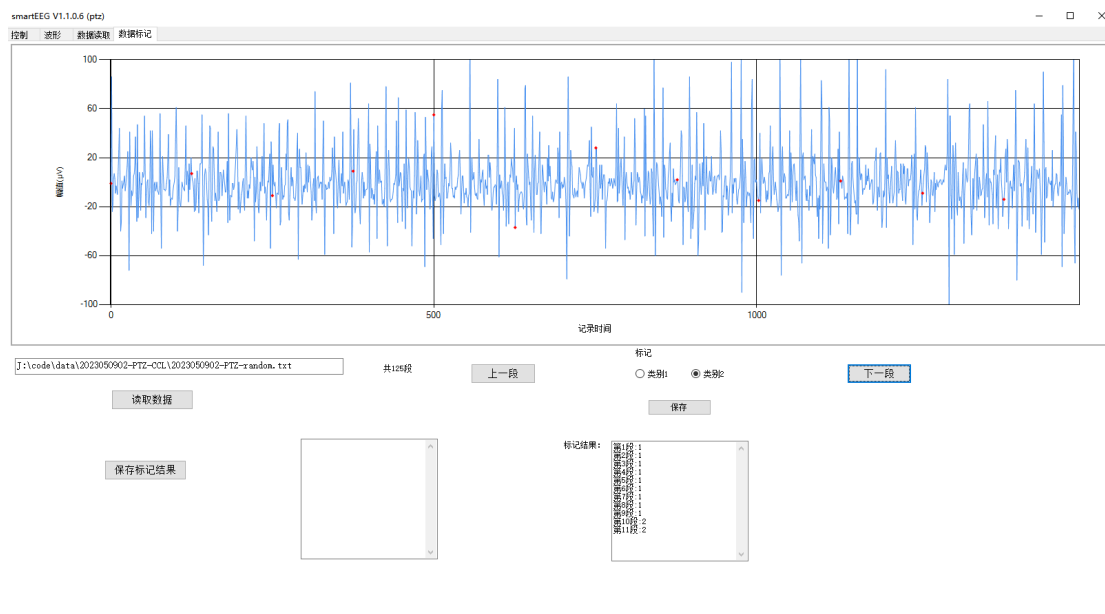 smartEEG V1.1.0.6 (ptz)
控制 波形 数据读取 数据标记
100
60
20
-20
-60
-100
幅值(μV)
0 500 1000
记录时间
标记
J:\code\data\2023050902-PTZ-CCL\2023050902-PTZ-random.txt
共125段
上一段
类别1 类别2
下一段
读取数据
保存
标记结果:
保存标记结果
第1段:1
第2段:1
第3段:1
第4段:1
第5段:1
第6段:1
第7段:1
第8段:1
第9段:1
第10段:2
第11段:2